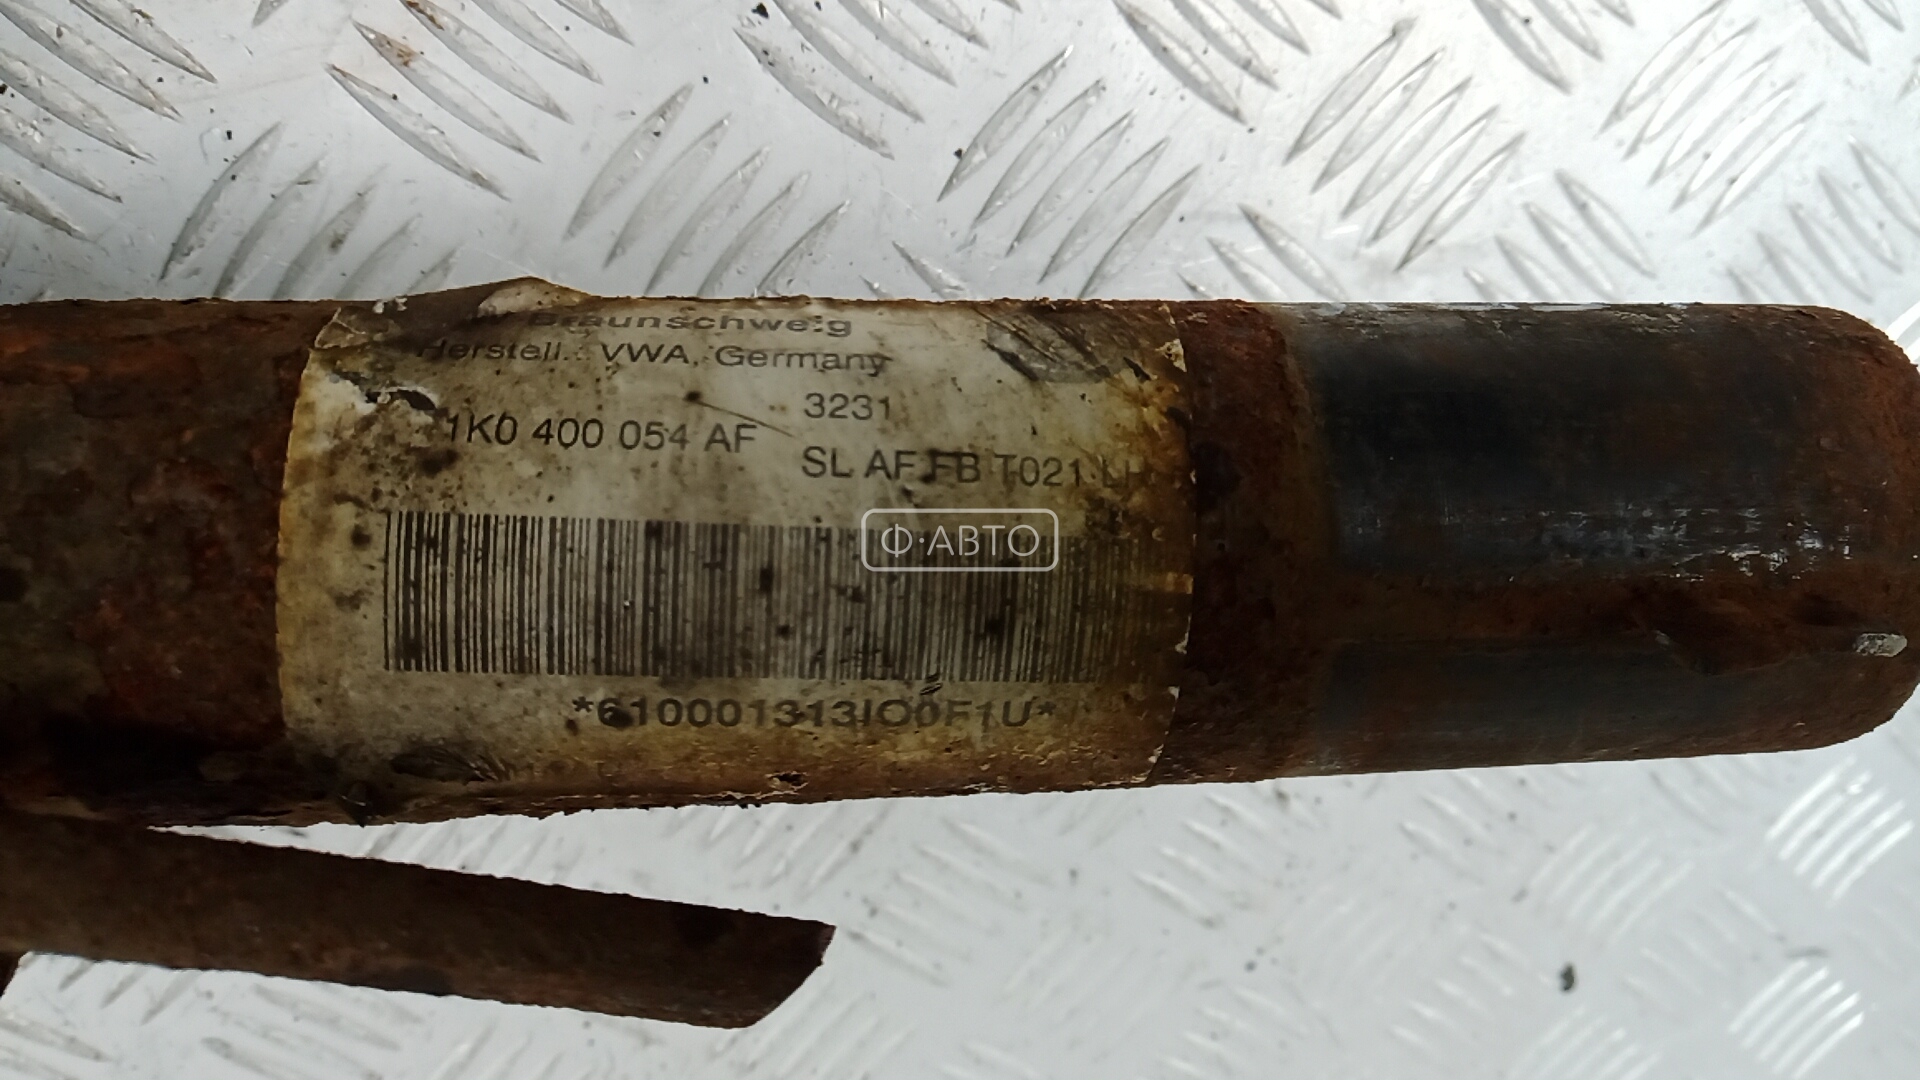 Braunschweig
Herstell. VWA, Germany
3231
1K0 400 054 AF
SL AF FB T021 LH
Ф·АВТО
*610001313IO0F1U*